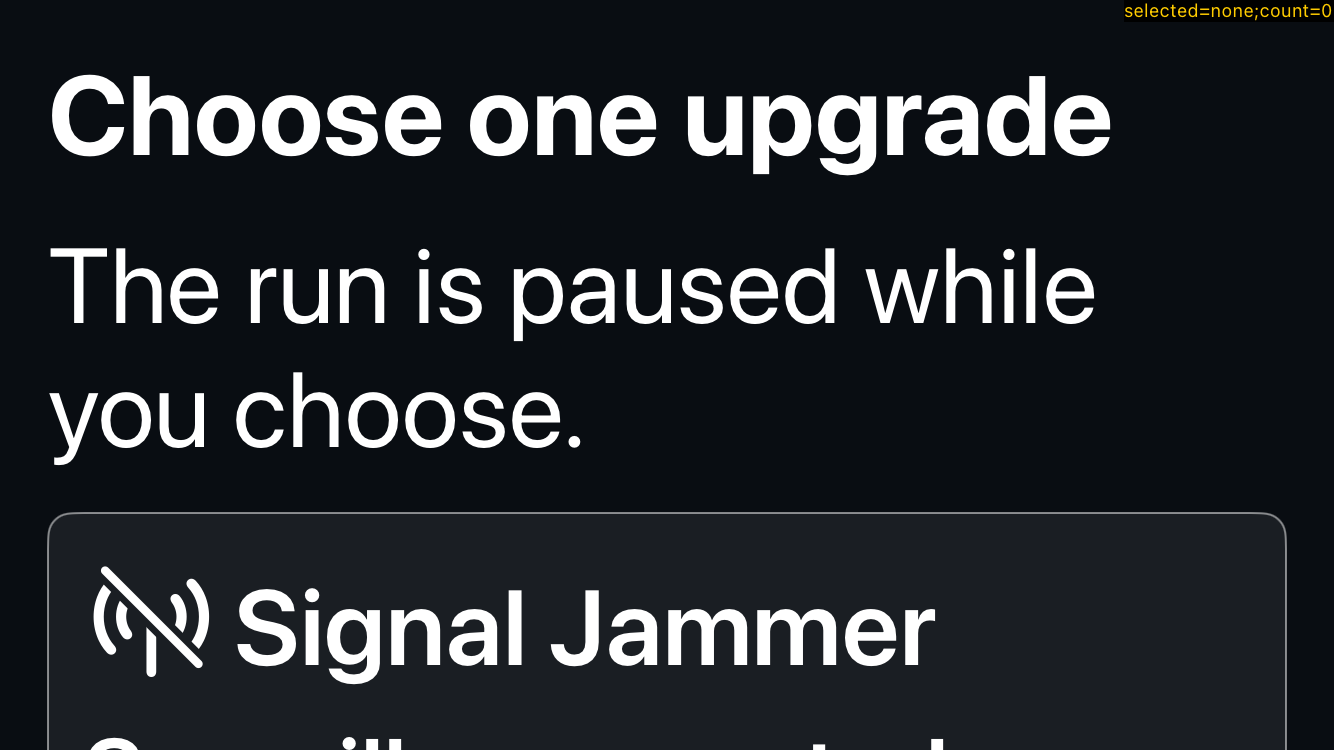 selected=none;count=0
Choose one upgrade
The run is paused while
you choose.
Signal Jammer